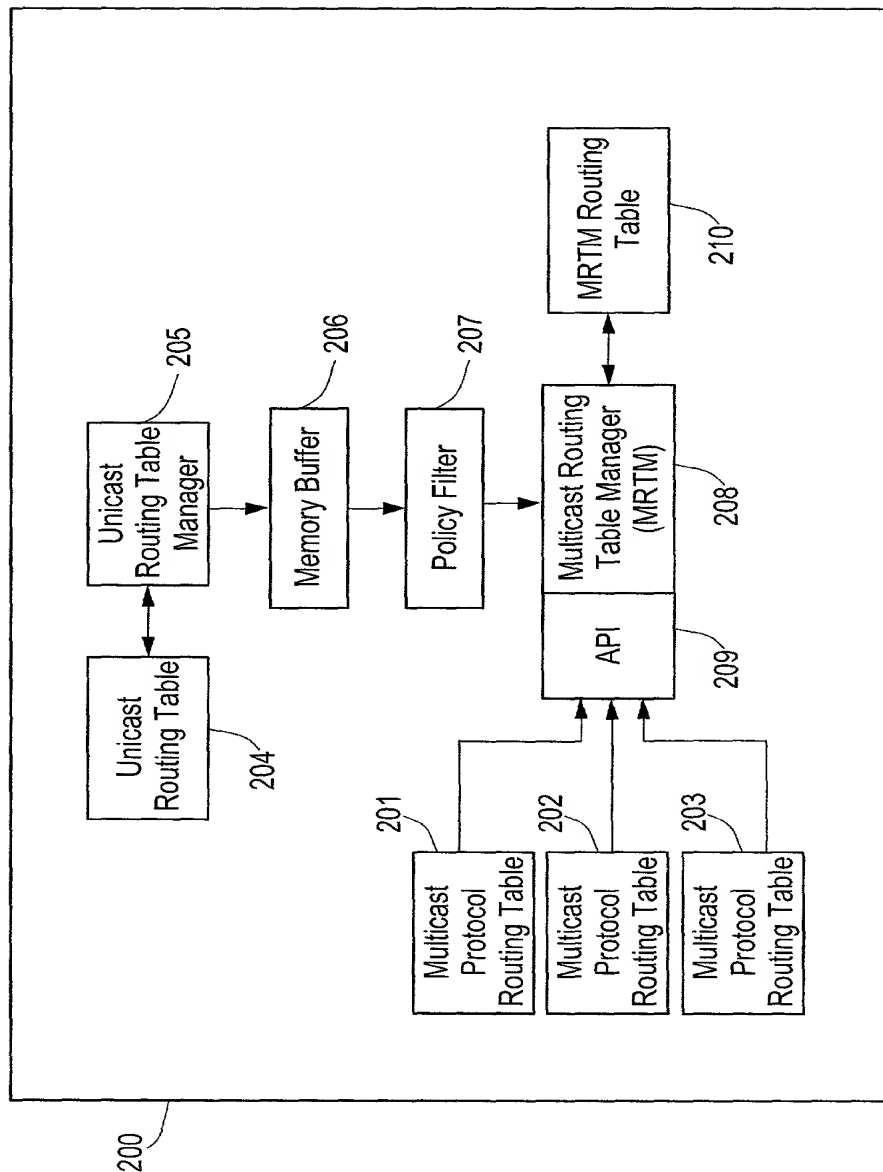 200
Unicast
Routing Table
204
Unicast
Routing Table
Manager
205
Memory Buffer
206
Policy Filter
207
Multicast
Protocol
Routing Table
201
Multicast
Protocol
Routing Table
202
Multicast
Protocol
Routing Table
203
API
209
Multicast Routing
Table Manager
(MRTM)
208
MRTM Routing
Table
210